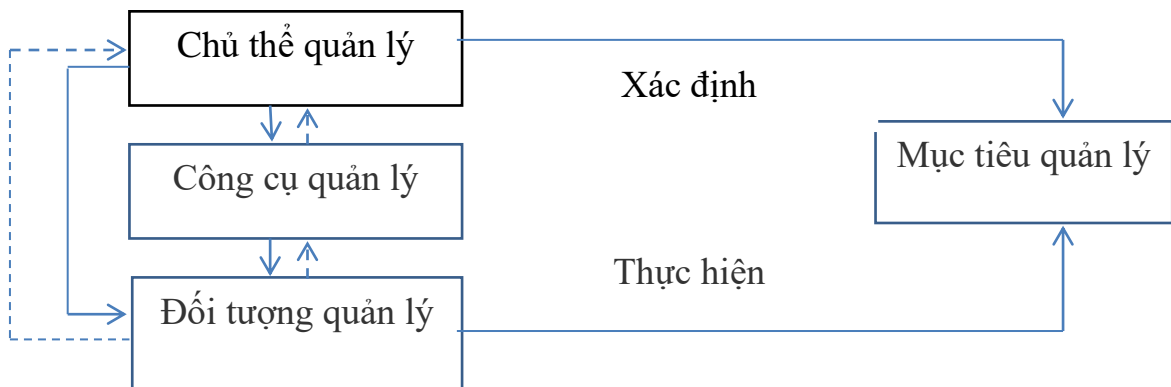 Chủ thể quản lý
Xác định
Mục tiêu quản lý
Công cụ quản lý
Thực hiện
Đối tượng quản lý